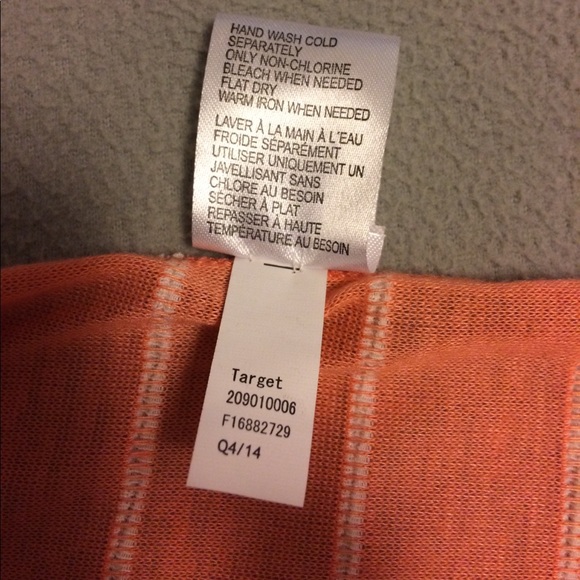 HAND WASH COLD
SEPARATELY
ONLY NON-CHLORINE
BLEACH WHEN NEEDED
FLAT DRY
WARM IRON WHEN NEEDED
LAVER À LA MAIN À L'EAU
FROIDE SÉPARÉMENT
UTILISER UNIQUEMENT UN
JAVELLISANT SANS
CHLORE AU BESOIN
SÉCHER À PLAT
REPASSER À HAUTE
TEMPÉRATURE AU BESOIN
Target
209010006
F16882729
Q4/14